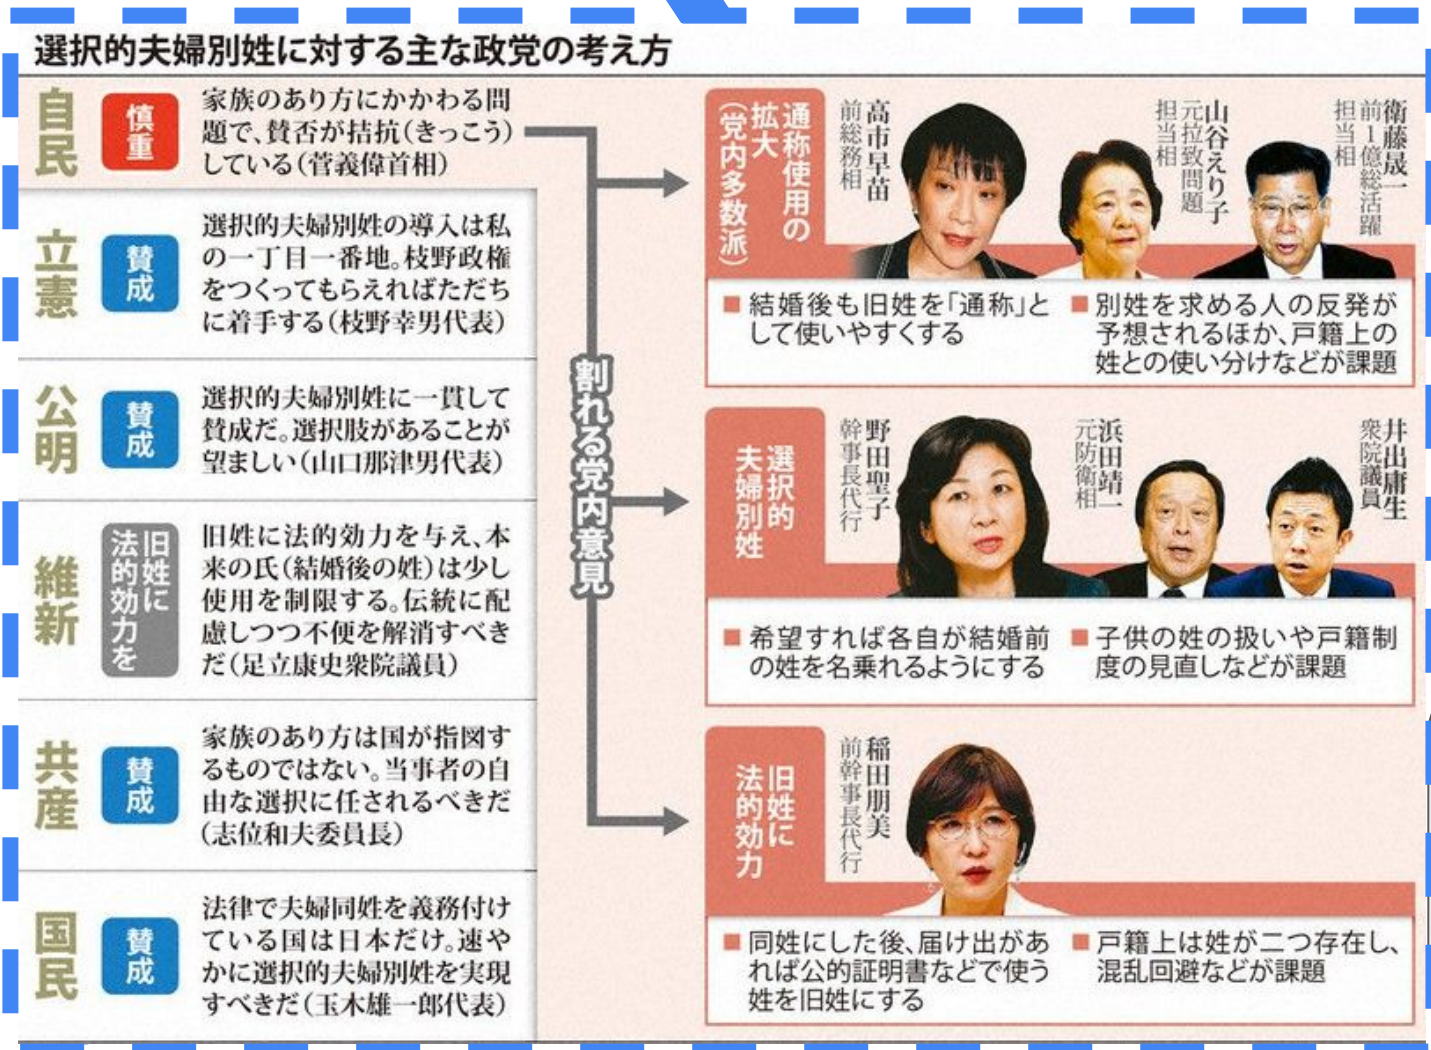 選択的夫婦別姓に対する主な政党の考え方
自民
慎重
家族のあり方にかかわる問
題で、賛否が拮抗(きっこう)
している(菅義偉首相)
立憲
賛成
選択的夫婦別姓の導入は私
の一丁目一番地。枝野政権
をつくってもらえればただち
に着手する(枝野幸男代表)
公明
賛成
選択的夫婦別姓に一貫して
賛成だ。選択肢があることが
望ましい(山口那津男代表)
維新
旧姓に
法的効力を
旧姓に法的効力を与え、本
来の氏(結婚後の姓)は少し
使用を制限する。伝統に配
慮しつつ不便を解消すべき
だ(足立康史衆院議員)
共産
賛成
家族のあり方は国が指図す
るものではない。当事者の自
由な選択に任されるべきだ
(志位和夫委員長)
国民
賛成
法律で夫婦同姓を義務付け
ている国は日本だけ。速や
かに選択的夫婦別姓を実現
すべきだ(玉木雄一郎代表)
割れる党内意見
通称使用の
拡大
(党内多数派)
高市早苗
前総務相
山谷えり子
元拉致問題
担当相
衛藤晟一
前1億総活躍
担当相
■結婚後も旧姓を「通称」と
して使いやすくする
■別姓を求める人の反発が
予想されるほか、戸籍上の
姓との使い分けなどが課題
選択的
夫婦別姓
野田聖子
幹事長代行
浜田靖一
元防衛相
井出庸生
衆院議員
■希望すれば各自が結婚前
の姓を名乗れるようにする
■子供の姓の扱いや戸籍制
度の見直しなどが課題
旧姓に
法的効力
稲田朋美
前幹事長代行
■同姓にした後、届け出があ
れば公的証明書などで使う
姓を旧姓にする
■戸籍上は姓が二つ存在し、
混乱回避などが課題